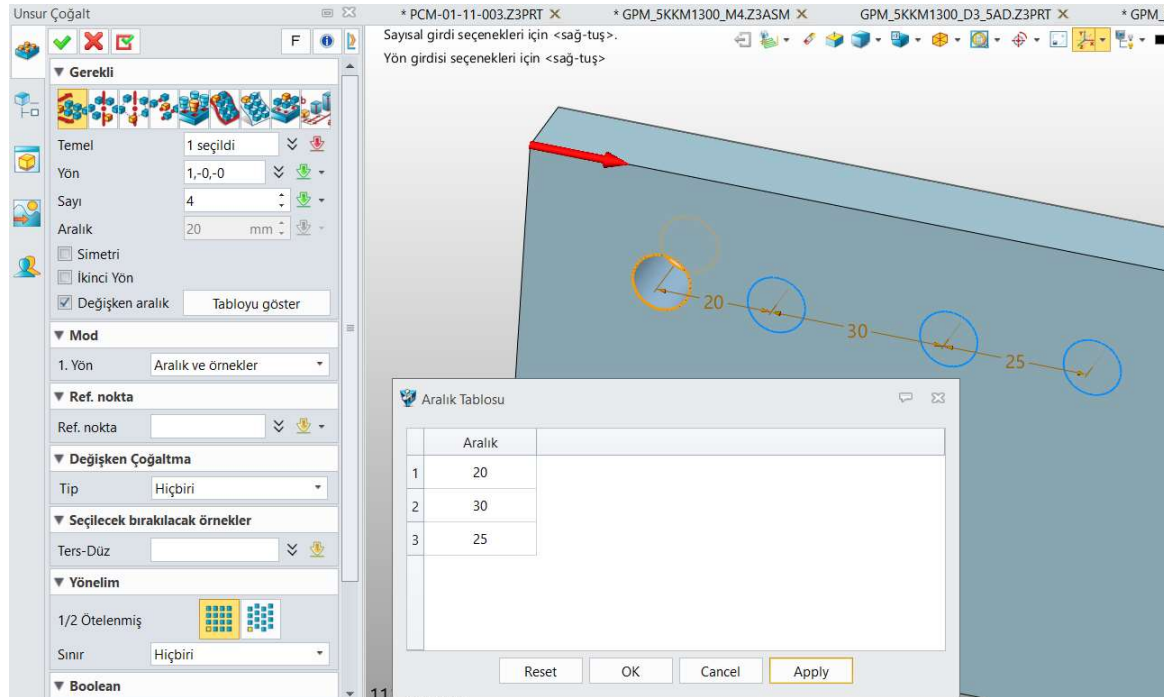 Unsur Çoğalt
* PCM-01-11-003.Z3PRT
* GPM_5KKM1300_M4.Z3ASM
GPM_5KKM1300_D3_5AD.Z3PRT
* GPM_
F
Sayısal girdi seçenekleri için <sağ-tuş>.
Yön girdisi seçenekleri için <sağ-tuş>
Gerekli
Temel 1 seçildi
Yön 1,-0,-0
Sayı 4
Aralık 20 mm
Simetri
İkinci Yön
Değişken aralık Tabloyu göster
Mod
1. Yön Aralık ve örnekler
Ref. nokta
Ref. nokta
Değişken Çoğaltma
Tip Hiçbiri
Seçilecek bırakılacak örnekler
Ters-Düz
Yönelim
1/2 Ötelenmiş
Sınır Hiçbiri
Boolean
20
30
25
Aralık Tablosu
Aralık
1 20
2 30
3 25
Reset OK Cancel Apply
11